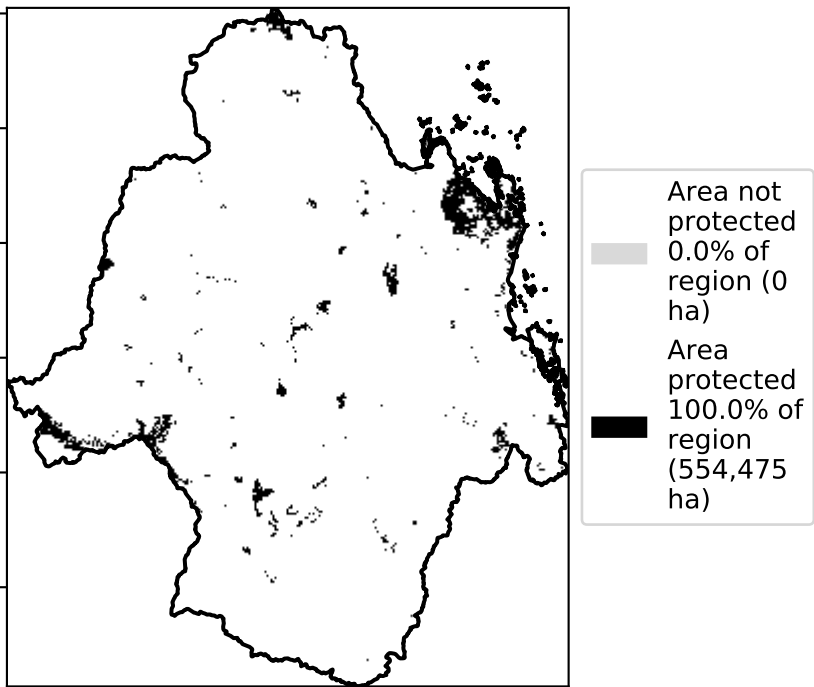 Area not
protected
0.0% of
region (0
ha)
Area
protected
100.0% of
region
(554,475
ha)